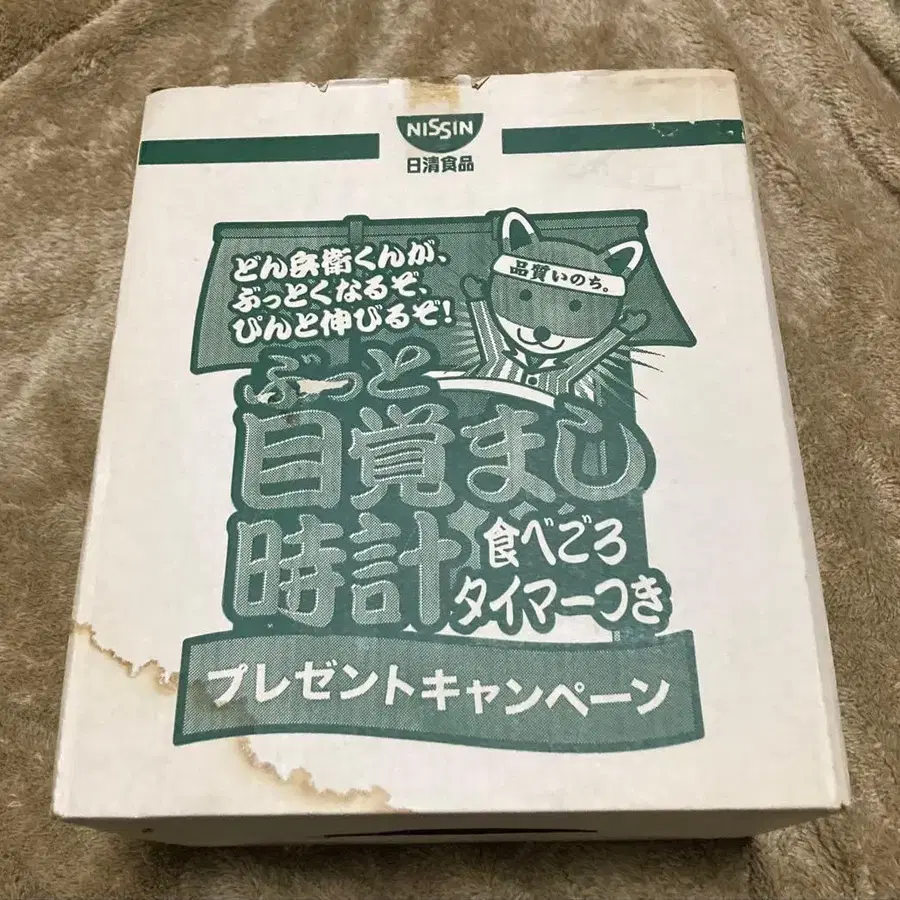 NISSIN
日清食品
どん兵衛くんが、
ぶっとくなるぞ、
ぴんと伸びるぞ!
品質いのち。
ぶっと
目覚まし
時計
食べごろ
タイマーつき
プレゼントキャンペーン